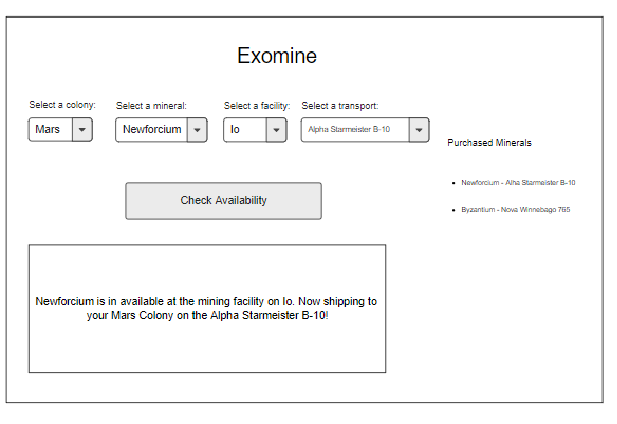 Exomine
Select a colony:
Select a mineral:
Select a facility:
Select a transport:
Mars
Newforcium
Io
Alpha Starmeister B-10
Purchased Minerals
Newforcium - Alha Starmeister B-10
Byzantium - Nova Winnebago 765
Check Availability
Newforcium is in available at the mining facility on Io. Now shipping to
your Mars Colony on the Alpha Starmeister B-10!